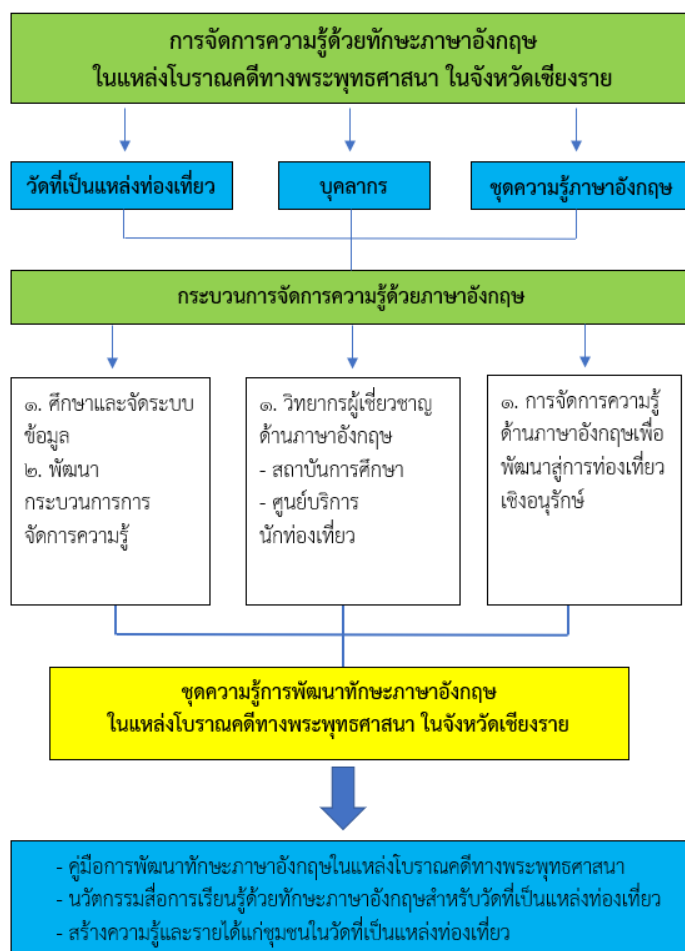 การจัดการความรู้ด้วยทักษะภาษาอังกฤษ
ในแหล่งโบราณคดีทางพระพุทธศาสนา ในจังหวัดเชียงราย
วัดที่เป็นแหล่งท่องเที่ยว
บุคลากร
ชุดความรู้ภาษาอังกฤษ
กระบวนการจัดการความรู้ด้วยภาษาอังกฤษ
๑. ศึกษาและจัดระบบ
ข้อมูล
๒. พัฒนา
กระบวนการการ
จัดการความรู้
๑. วิทยากรผู้เชี่ยวชาญ
ด้านภาษาอังกฤษ
- สถาบันการศึกษา
- ศูนย์บริการ
นักท่องเที่ยว
๑. การจัดการความรู้
ด้านภาษาอังกฤษเพื่อ
พัฒนาสู่การท่องเที่ยว
เชิงอนุรักษ์
ชุดความรู้การพัฒนาทักษะภาษาอังกฤษ
ในแหล่งโบราณคดีทางพระพุทธศาสนา ในจังหวัดเชียงราย
- คู่มือการพัฒนาทักษะภาษาอังกฤษในแหล่งโบราณคดีทางพระพุทธศาสนา
- นวัตกรรมสื่อการเรียนรู้ด้วยทักษะภาษาอังกฤษสำหรับวัดที่เป็นแหล่งท่องเที่ยว
- สร้างความรู้และรายได้แก่ชุมชนในวัดที่เป็นแหล่งท่องเที่ยว